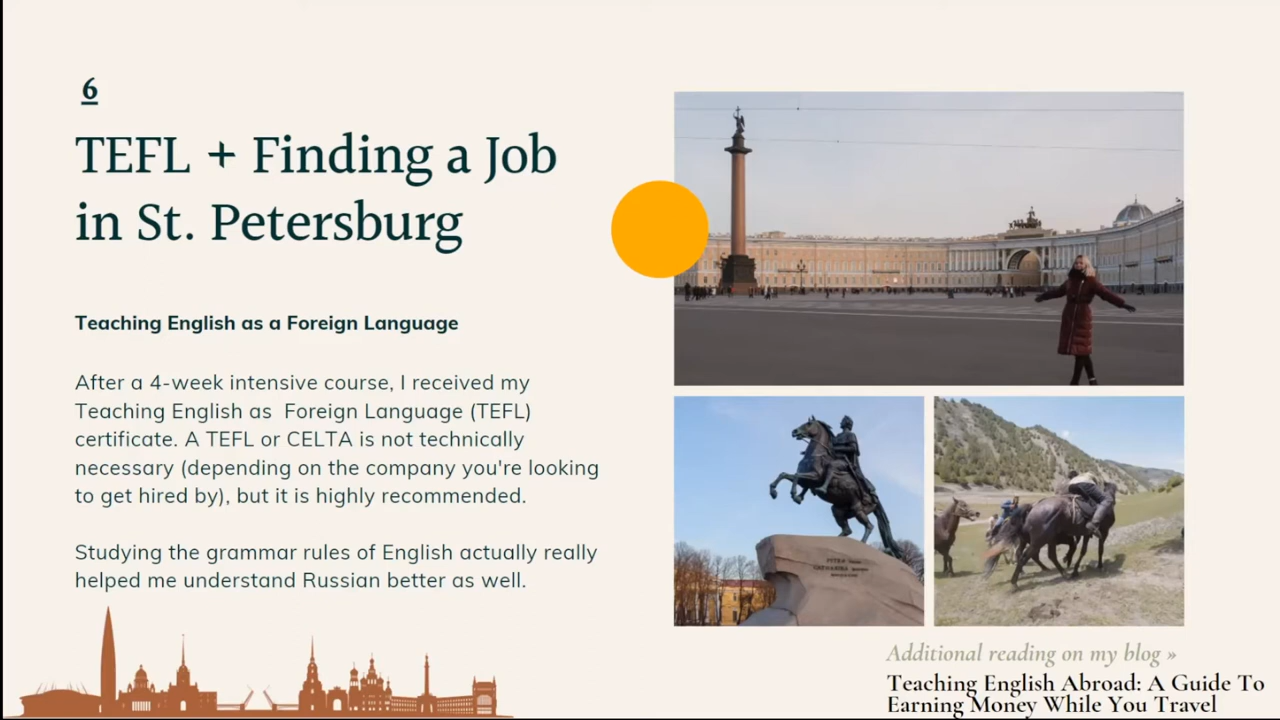 6
TEFL + Finding a Job
in St. Petersburg
Teaching English as a Foreign Language
After a 4-week intensive course, I received my
Teaching English as  Foreign Language (TEFL)
certificate. A TEFL or CELTA is not technically
necessary (depending on the company you're looking
to get hired by), but it is highly recommended.
Studying the grammar rules of English actually really
helped me understand Russian better as well.
Additional reading on my blog »
Teaching English Abroad: A Guide To
Earning Money While You Travel